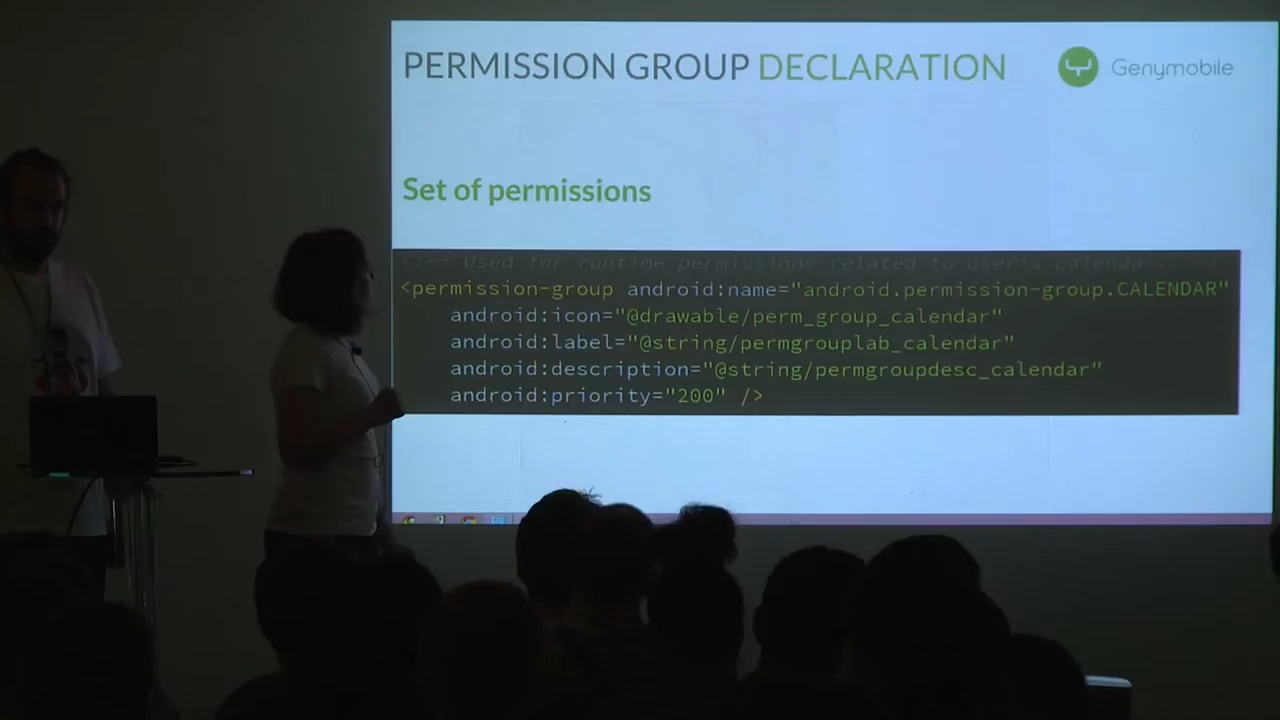 PERMISSION GROUP DECLARATION
Genymobile
Set of permissions
<!-- Used for runtime permissions related to user's calendar. -->
<permission-group android:name="android.permission-group.CALENDAR"
android:icon="@drawable/perm_group_calendar"
android:label="@string/permgrouplab_calendar"
android:description="@string/permgroupdesc_calendar"
android:priority="200" />